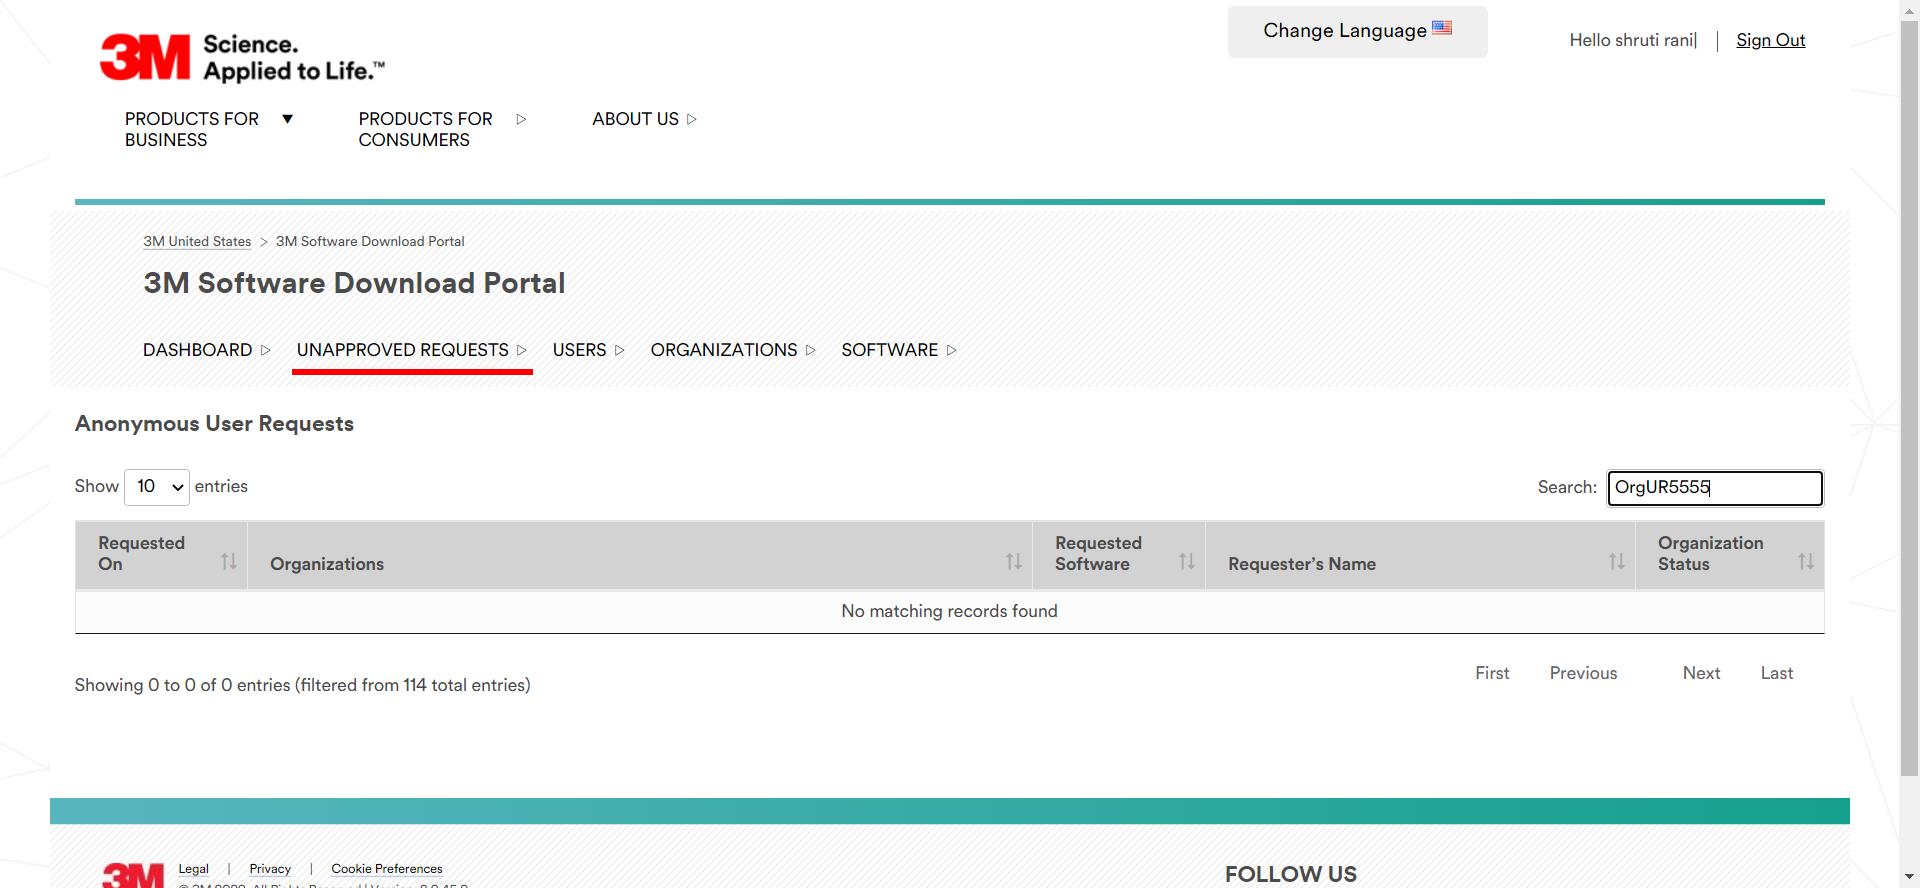 3M Science.
Applied to Life.™
Change Language
Hello shruti rani|
Sign Out
PRODUCTS FOR
BUSINESS
PRODUCTS FOR
CONSUMERS
ABOUT US
3M United States > 3M Software Download Portal
3M Software Download Portal
DASHBOARD
UNAPPROVED REQUESTS
USERS
ORGANIZATIONS
SOFTWARE
Anonymous User Requests
Show 10 entries
Search: OrgUR5555
Requested
On
Organizations
Requested
Software
Requester's Name
Organization
Status
No matching records found
Showing 0 to 0 of 0 entries (filtered from 114 total entries)
First Previous Next Last
3M
Legal | Privacy | Cookie Preferences
FOLLOW US